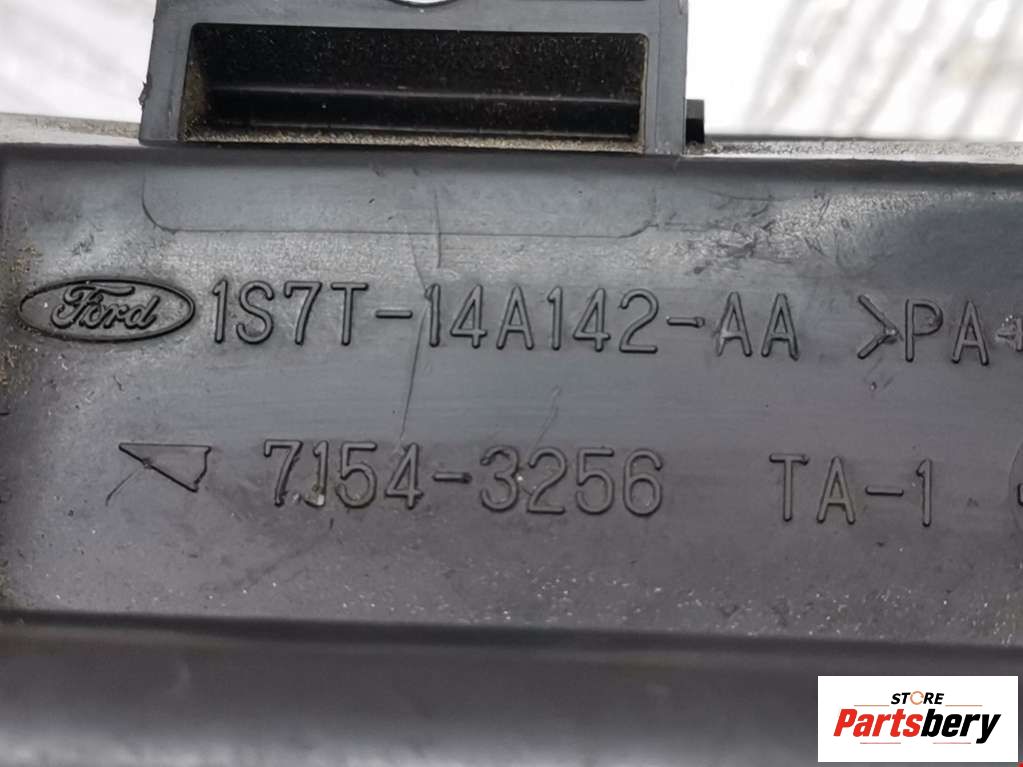 Ford 1S7T-14A142-AA >PA-
7154-3256 TA-1
STORE
Partsbery